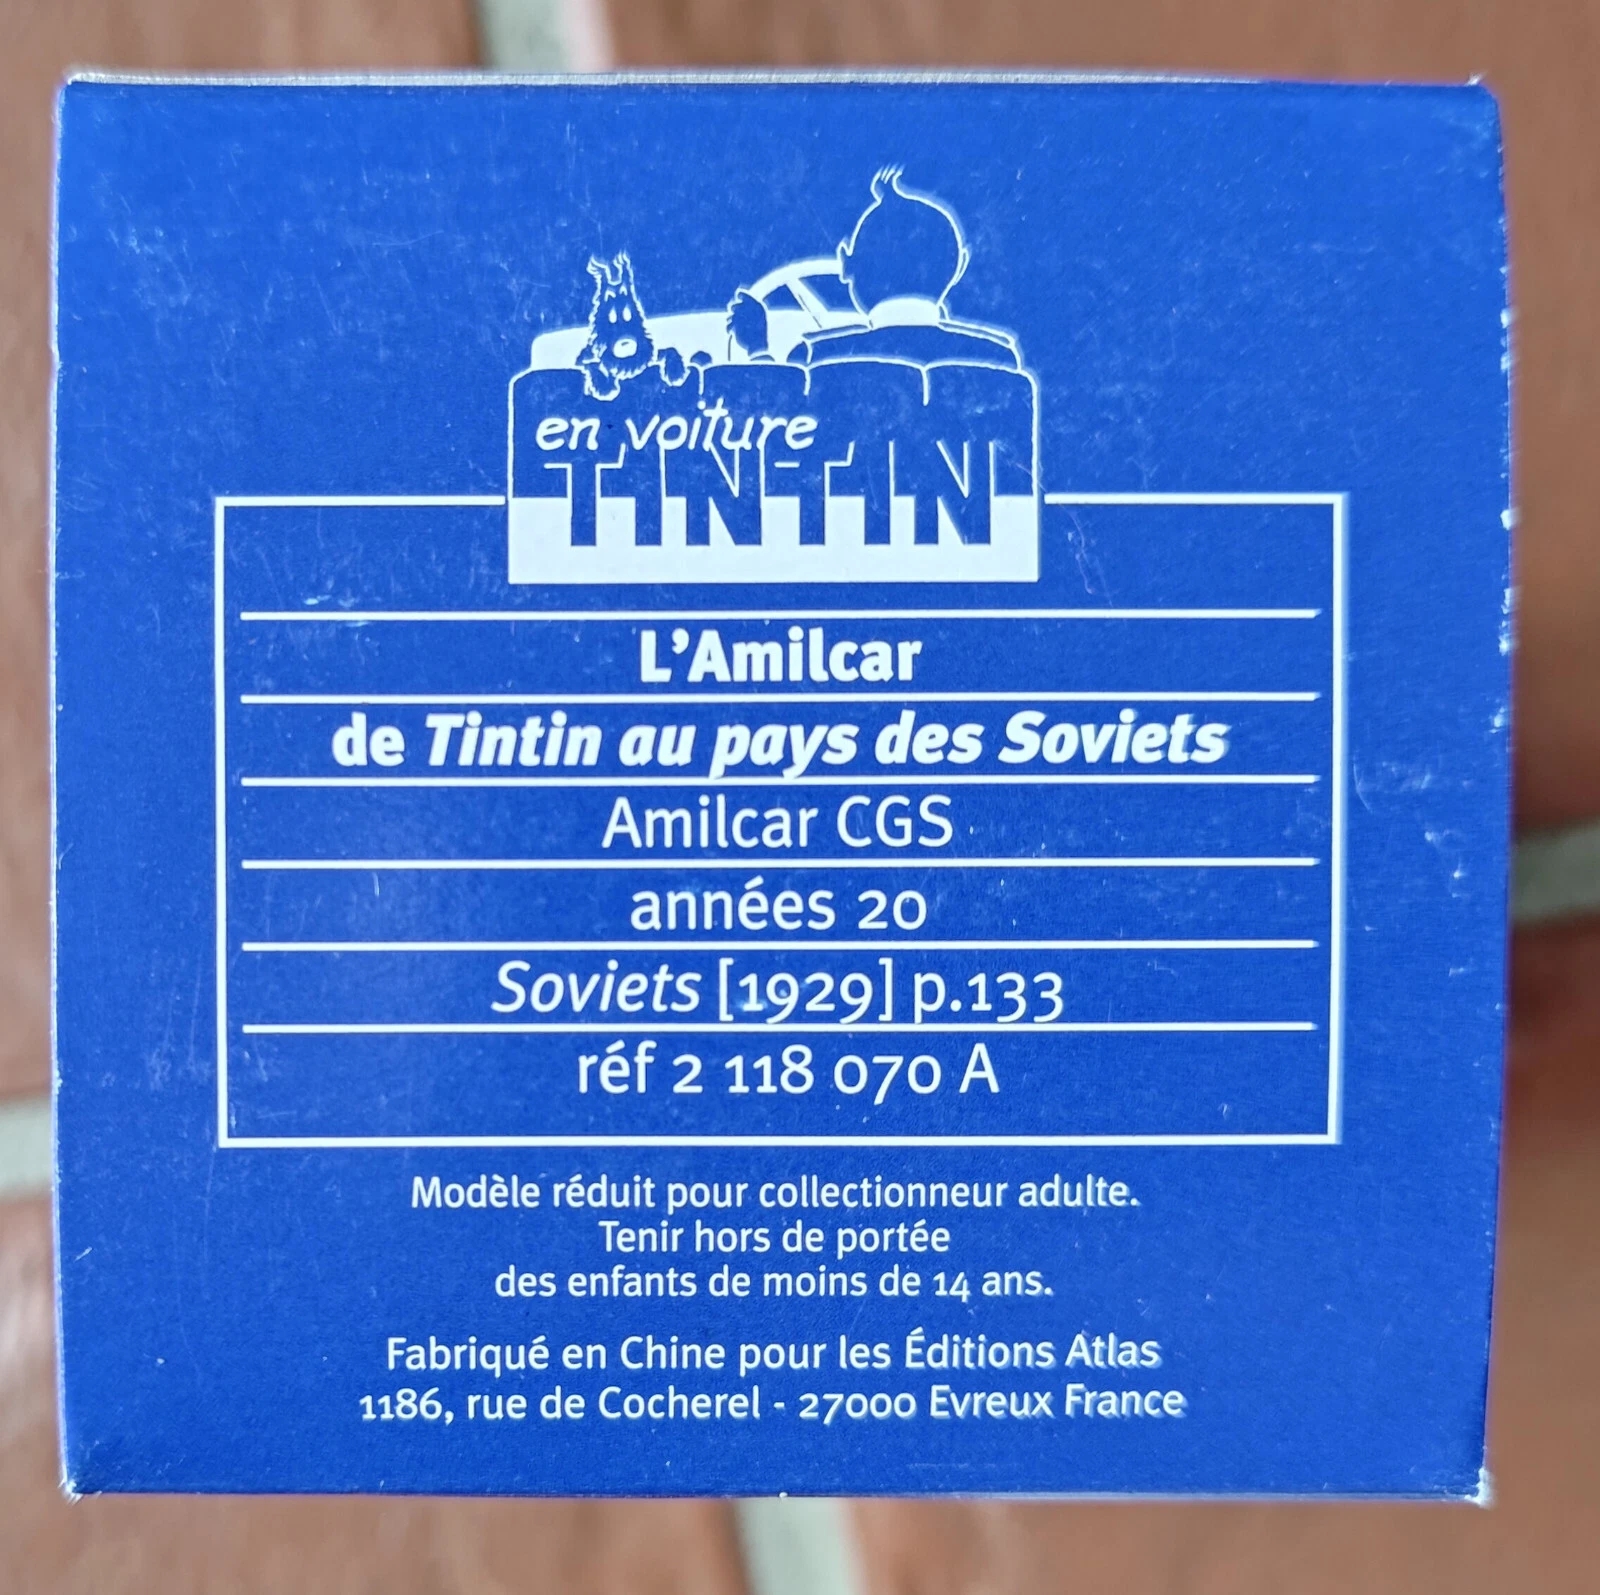 en voiture
TINTIN
L'Amilcar
de Tintin au pays des Soviets
Amilcar CGS
années 20
Soviets [1929] p.133
réf 2 118 070 A
Modèle réduit pour collectionneur adulte.
Tenir hors de portée
des enfants de moins de 14 ans.
Fabriqué en Chine pour les Éditions Atlas
1186, rue de Cocherel - 27000 Evreux France